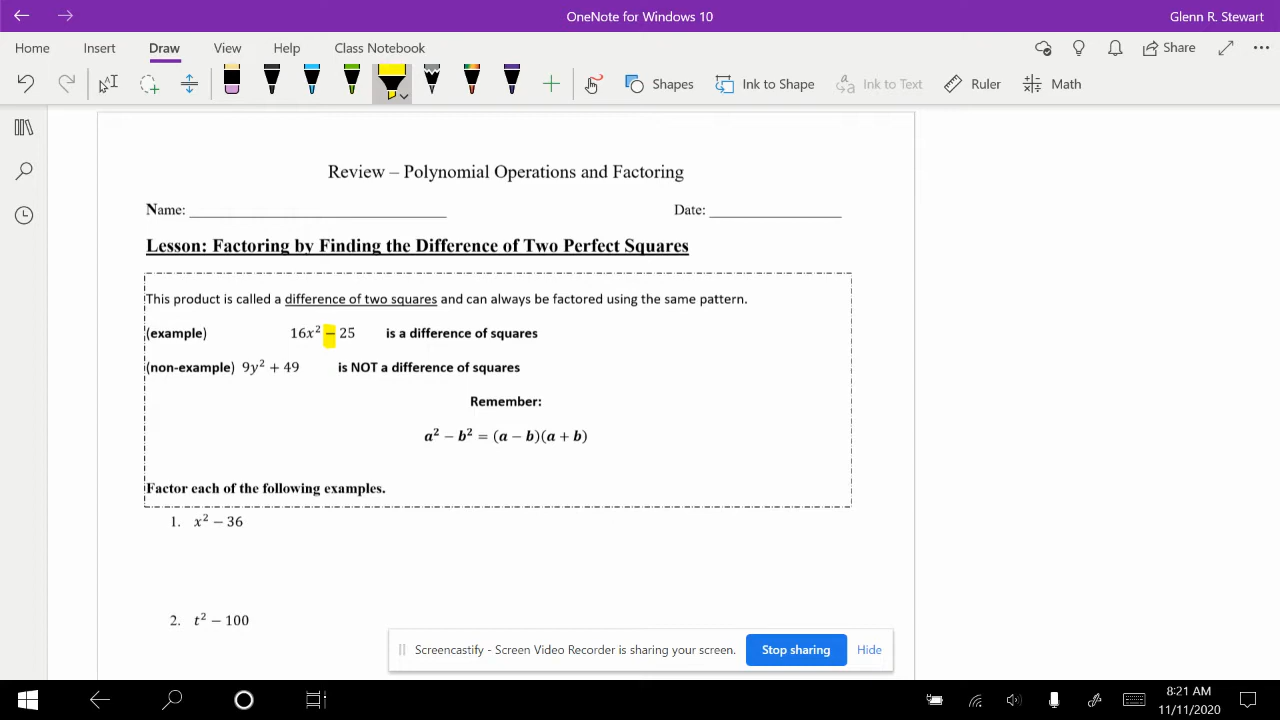 OneNote for Windows 10
Glenn R. Stewart
Home Insert Draw View Help Class Notebook Share
Shapes Ink to Shape Ink to Text Ruler Math
Review – Polynomial Operations and Factoring
Name: ____________________________ Date: ______________
Lesson: Factoring by Finding the Difference of Two Perfect Squares
This product is called a difference of two squares and can always be factored using the same pattern.
(example) 16x² − 25 is a difference of squares
(non-example) 9y² + 49 is NOT a difference of squares
Remember:
a² − b² = (a − b)(a + b)
Factor each of the following examples.
1. x² − 36
2. t² − 100
Screencastify - Screen Video Recorder is sharing your screen. Stop sharing Hide
8:21 AM
11/11/2020